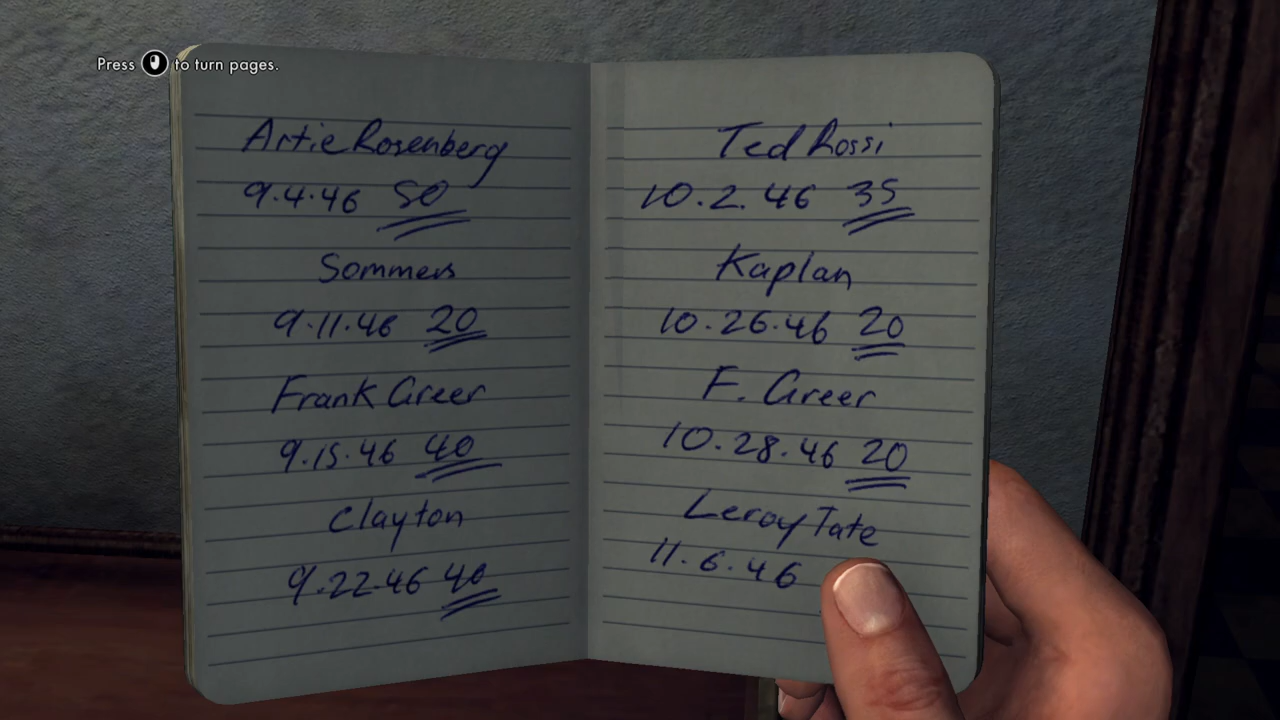 Press to turn pages.
Artie Rosenberg
9.4.46 50
Sommers
9.11.46 20
Frank Greer
9.15.46 40
Clayton
9.22.46 40
Ted Rossi
10.2.46 35
Kaplan
10.26.46 20
F. Greer
10.28.46 20
Leroy Tate
11.6.46